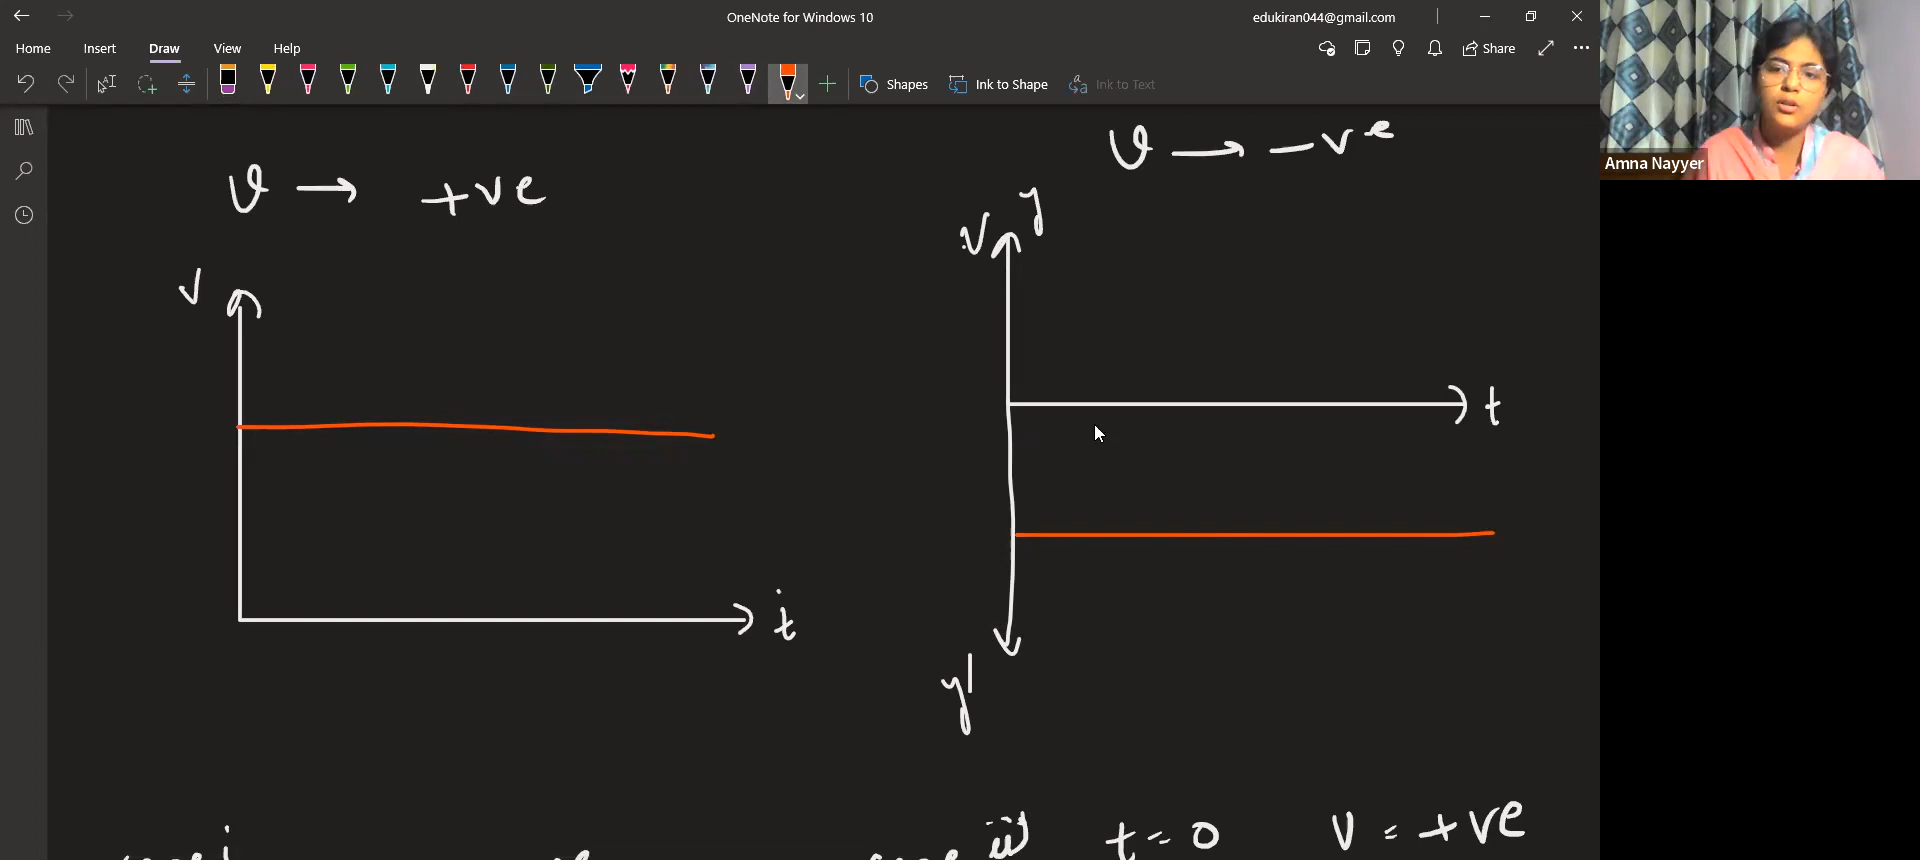 OneNote for Windows 10
edukiran044@gmail.com
Home Insert Draw View Help
Share
Shapes Ink to Shape Ink to Text
Amna Nayyer
v → +ve
v → -ve
V
t
V y
t
y'
t = 0 V = +ve